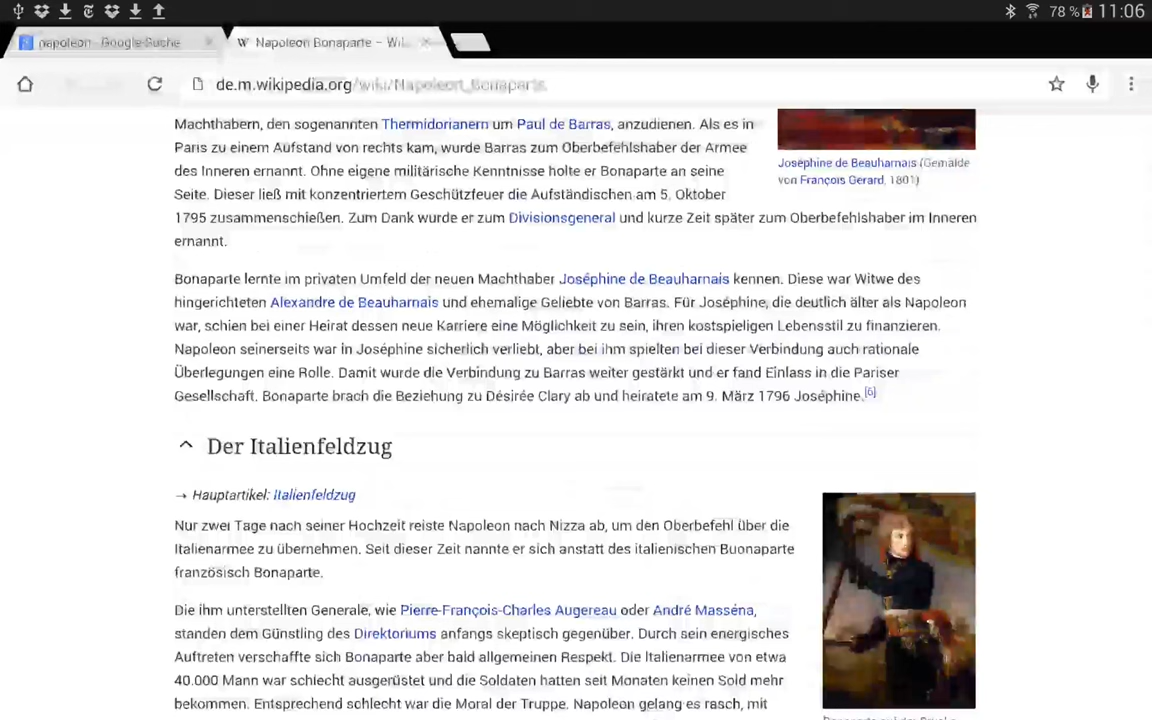 78 % 11:06
napoleon - Google-Suche
Napoleon Bonaparte – Wi
de.m.wikipedia.org/wiki/Napoleon_Bonaparte
Machthabern, den sogenannten Thermidorianern um Paul de Barras, anzudienen. Als es in
Paris zu einem Aufstand von rechts kam, wurde Barras zum Oberbefehlshaber der Armee
des Inneren ernannt. Ohne eigene militärische Kenntnisse holte er Bonaparte an seine
Seite. Dieser ließ mit konzentriertem Geschützfeuer die Aufständischen am 5. Oktober
1795 zusammenschießen. Zum Dank wurde er zum Divisionsgeneral und kurze Zeit später zum Oberbefehlshaber im Inneren
ernannt.
Joséphine de Beauharnais (Gemälde
von François Gérard, 1801)
Bonaparte lernte im privaten Umfeld der neuen Machthaber Joséphine de Beauharnais kennen. Diese war Witwe des
hingerichteten Alexandre de Beauharnais und ehemalige Geliebte von Barras. Für Joséphine, die deutlich älter als Napoleon
war, schien bei einer Heirat dessen neue Karriere eine Möglichkeit zu sein, ihren kostspieligen Lebensstil zu finanzieren.
Napoleon seinerseits war in Joséphine sicherlich verliebt, aber bei ihm spielten bei dieser Verbindung auch rationale
Überlegungen eine Rolle. Damit wurde die Verbindung zu Barras weiter gestärkt und er fand Einlass in die Pariser
Gesellschaft. Bonaparte brach die Beziehung zu Désirée Clary ab und heiratete am 9. März 1796 Joséphine.[6]
Der Italienfeldzug
→ Hauptartikel: Italienfeldzug
Nur zwei Tage nach seiner Hochzeit reiste Napoleon nach Nizza ab, um den Oberbefehl über die
Italienarmee zu übernehmen. Seit dieser Zeit nannte er sich anstatt des italienischen Buonaparte
französisch Bonaparte.
Die ihm unterstellten Generale, wie Pierre-François-Charles Augereau oder André Masséna,
standen dem Günstling des Direktoriums anfangs skeptisch gegenüber. Durch sein energisches
Auftreten verschaffte sich Bonaparte aber bald allgemeinen Respekt. Die Italienarmee von etwa
40.000 Mann war schlecht ausgerüstet und die Soldaten hatten seit Monaten keinen Sold mehr
bekommen. Entsprechend schlecht war die Moral der Truppe. Napoleon gelang es rasch, mit